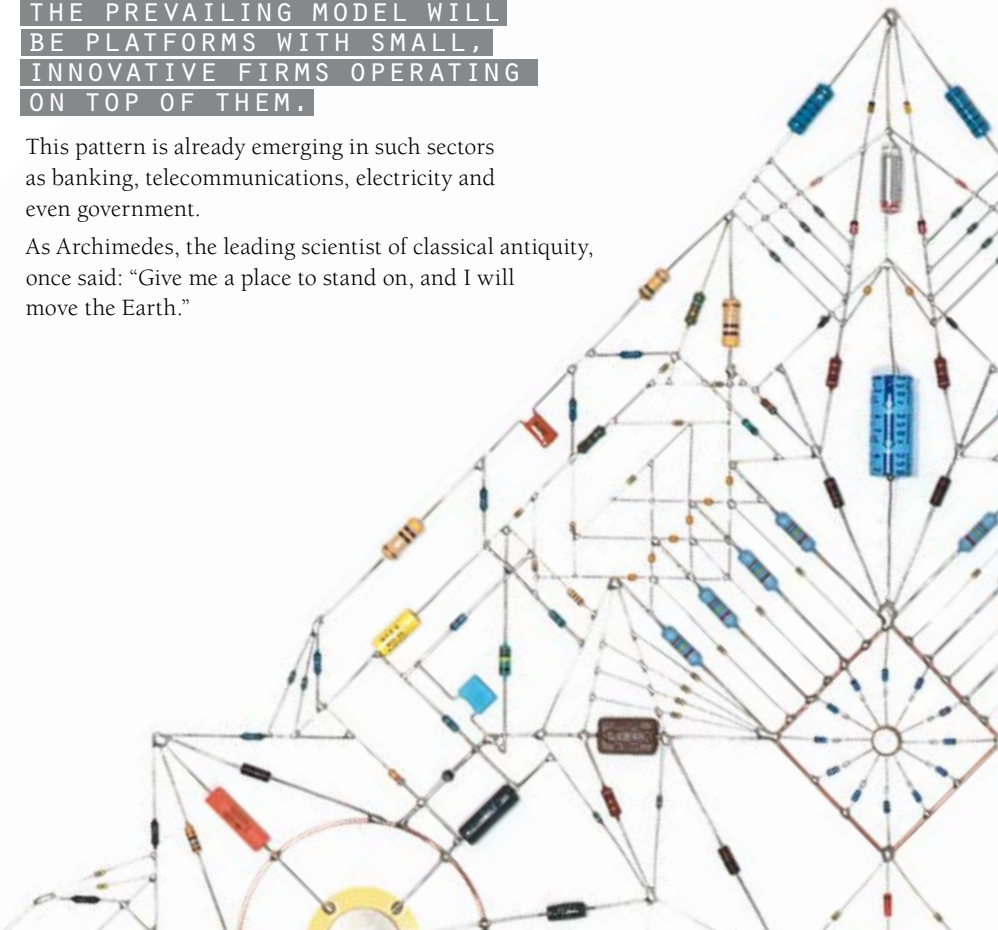 THE PREVAILING MODEL WILL
BE PLATFORMS WITH SMALL,
INNOVATIVE FIRMS OPERATING
ON TOP OF THEM.
This pattern is already emerging in such sectors
as banking, telecommunications, electricity and
even government.
As Archimedes, the leading scientist of classical antiquity,
once said: “Give me a place to stand on, and I will
move the Earth.”